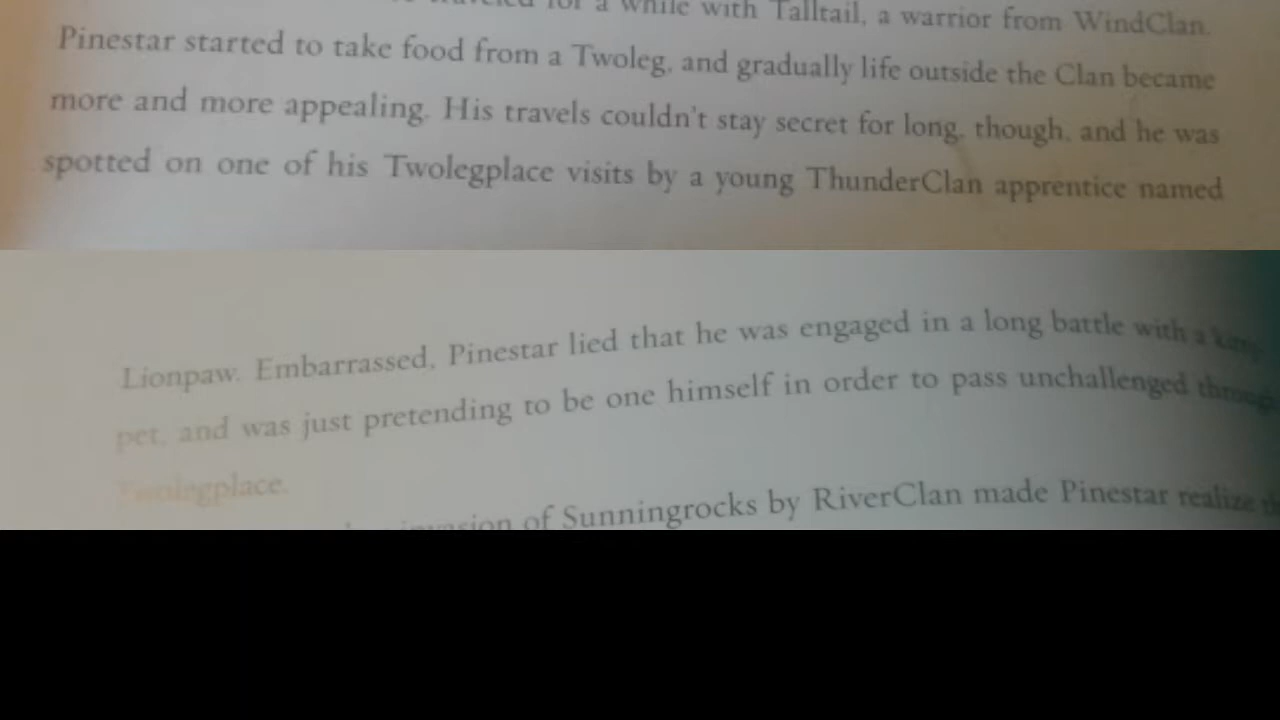 for a while with Talltail, a warrior from WindClan.
Pinestar started to take food from a Twoleg, and gradually life outside the Clan became
more and more appealing. His travels couldn't stay secret for long, though, and he was
spotted on one of his Twolegplace visits by a young ThunderClan apprentice named
Lionpaw. Embarrassed, Pinestar lied that he was engaged in a long battle with a
pet, and was just pretending to be one himself in order to pass unchallenged through
Twolegplace.
invasion of Sunningrocks by RiverClan made Pinestar realize